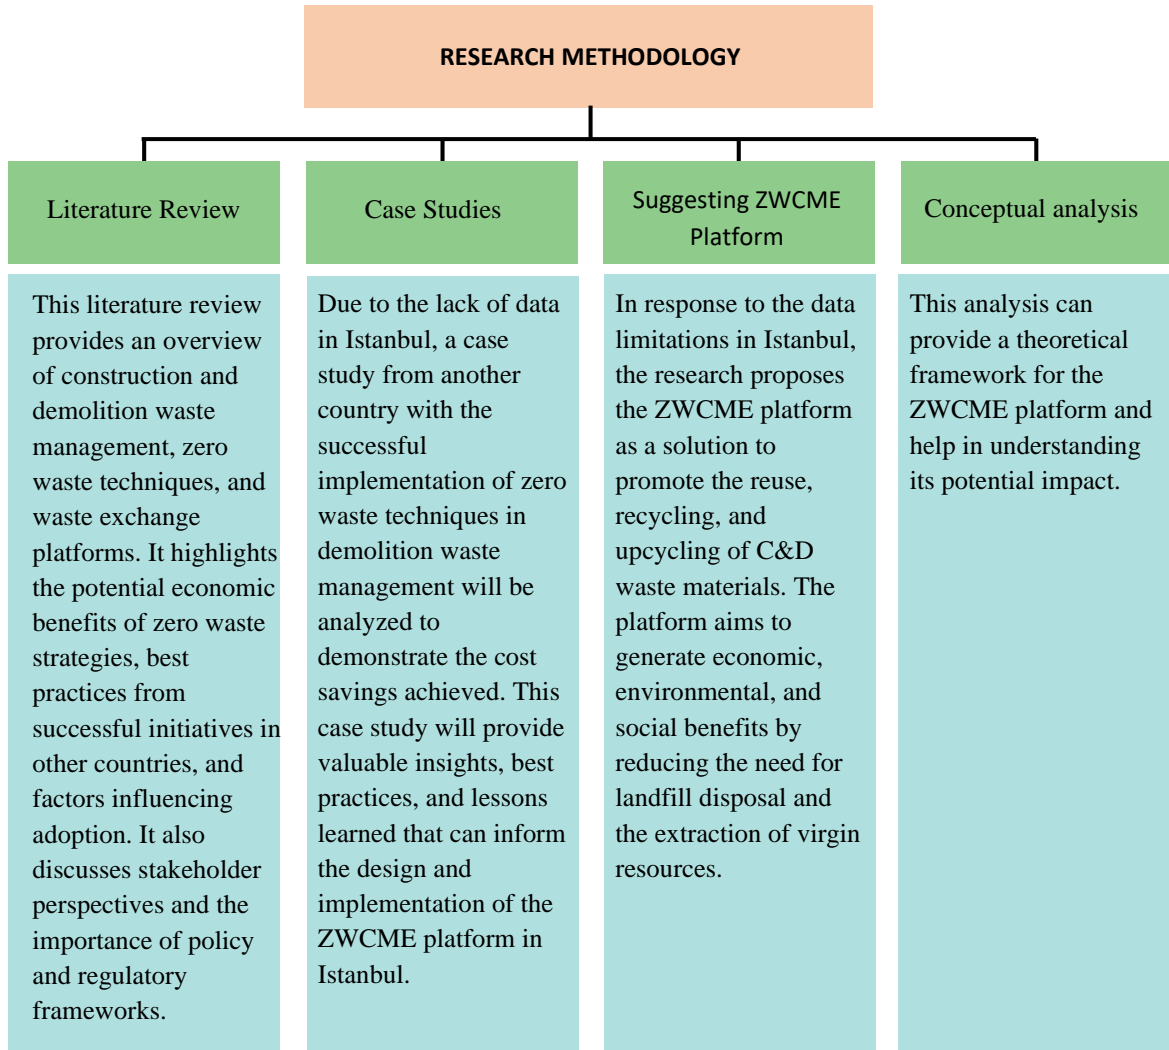 RESEARCH METHODOLOGY
Literature Review
This literature review
provides an overview
of construction and
demolition waste
management, zero
waste techniques, and
waste exchange
platforms. It highlights
the potential economic
benefits of zero waste
strategies, best
practices from
successful initiatives in
other countries, and
factors influencing
adoption. It also
discusses stakeholder
perspectives and the
importance of policy
and regulatory
frameworks.
Case Studies
Due to the lack of data
in Istanbul, a case
study from another
country with the
successful
implementation of zero
waste techniques in
demolition waste
management will be
analyzed to
demonstrate the cost
savings achieved. This
case study will provide
valuable insights, best
practices, and lessons
learned that can inform
the design and
implementation of the
ZWCME platform in
Istanbul.
Suggesting ZWCME
Platform
In response to the data
limitations in Istanbul,
the research proposes
the ZWCME platform
as a solution to
promote the reuse,
recycling, and
upcycling of C&D
waste materials. The
platform aims to
generate economic,
environmental, and
social benefits by
reducing the need for
landfill disposal and
the extraction of virgin
resources.
Conceptual analysis
This analysis can
provide a theoretical
framework for the
ZWCME platform and
help in understanding
its potential impact.